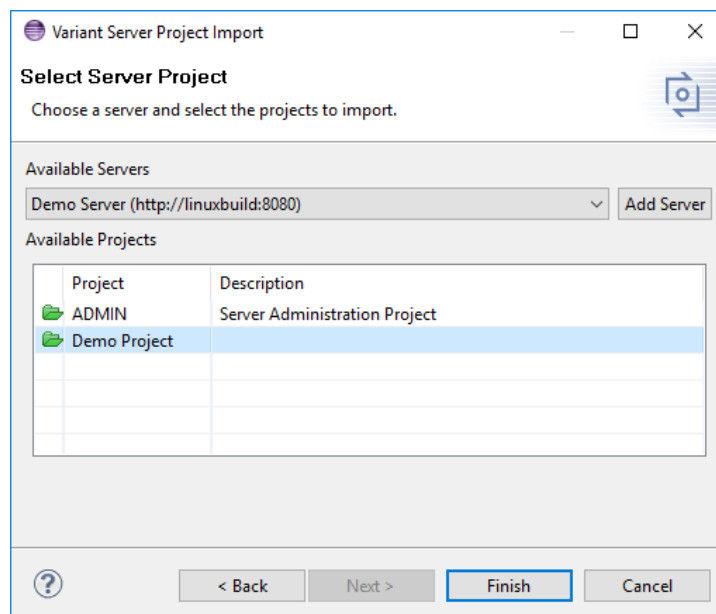 Variant Server Project Import
Select Server Project
Choose a server and select the projects to import.
Available Servers
Demo Server (http://linuxbuild:8080) Add Server
Available Projects
Project Description
ADMIN Server Administration Project
Demo Project
? < Back Next > Finish Cancel